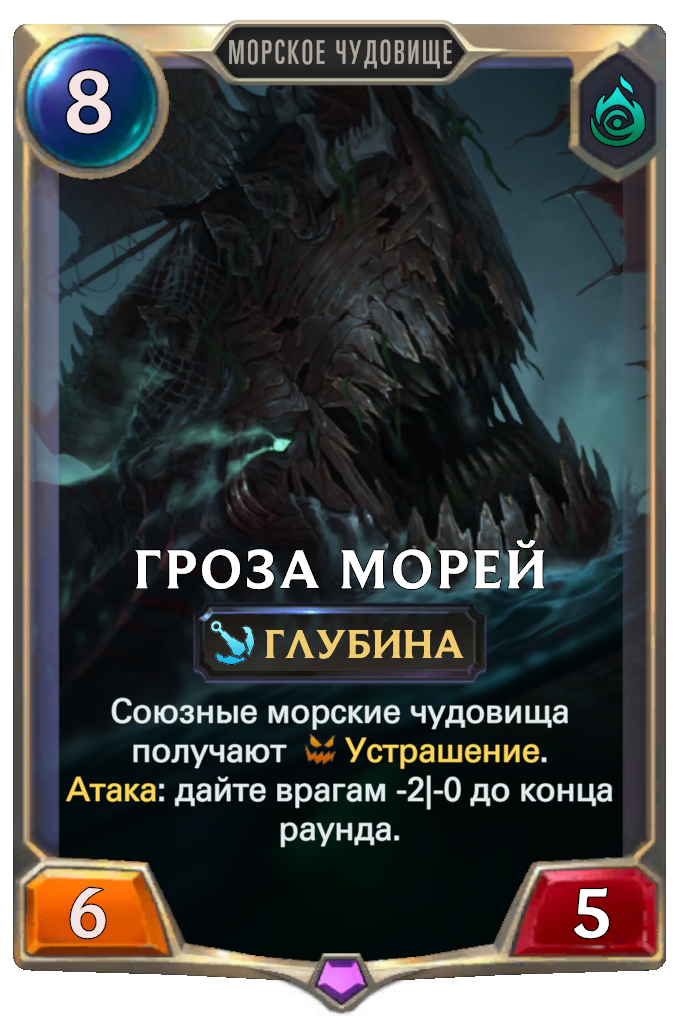 МОРСКОЕ ЧУДОВИЩЕ
8
ГРОЗА МОРЕЙ
ГЛУБИНА
Союзные морские чудовища
получают Устрашение.
Атака: дайте врагам -2|-0 до конца
раунда.
6
5